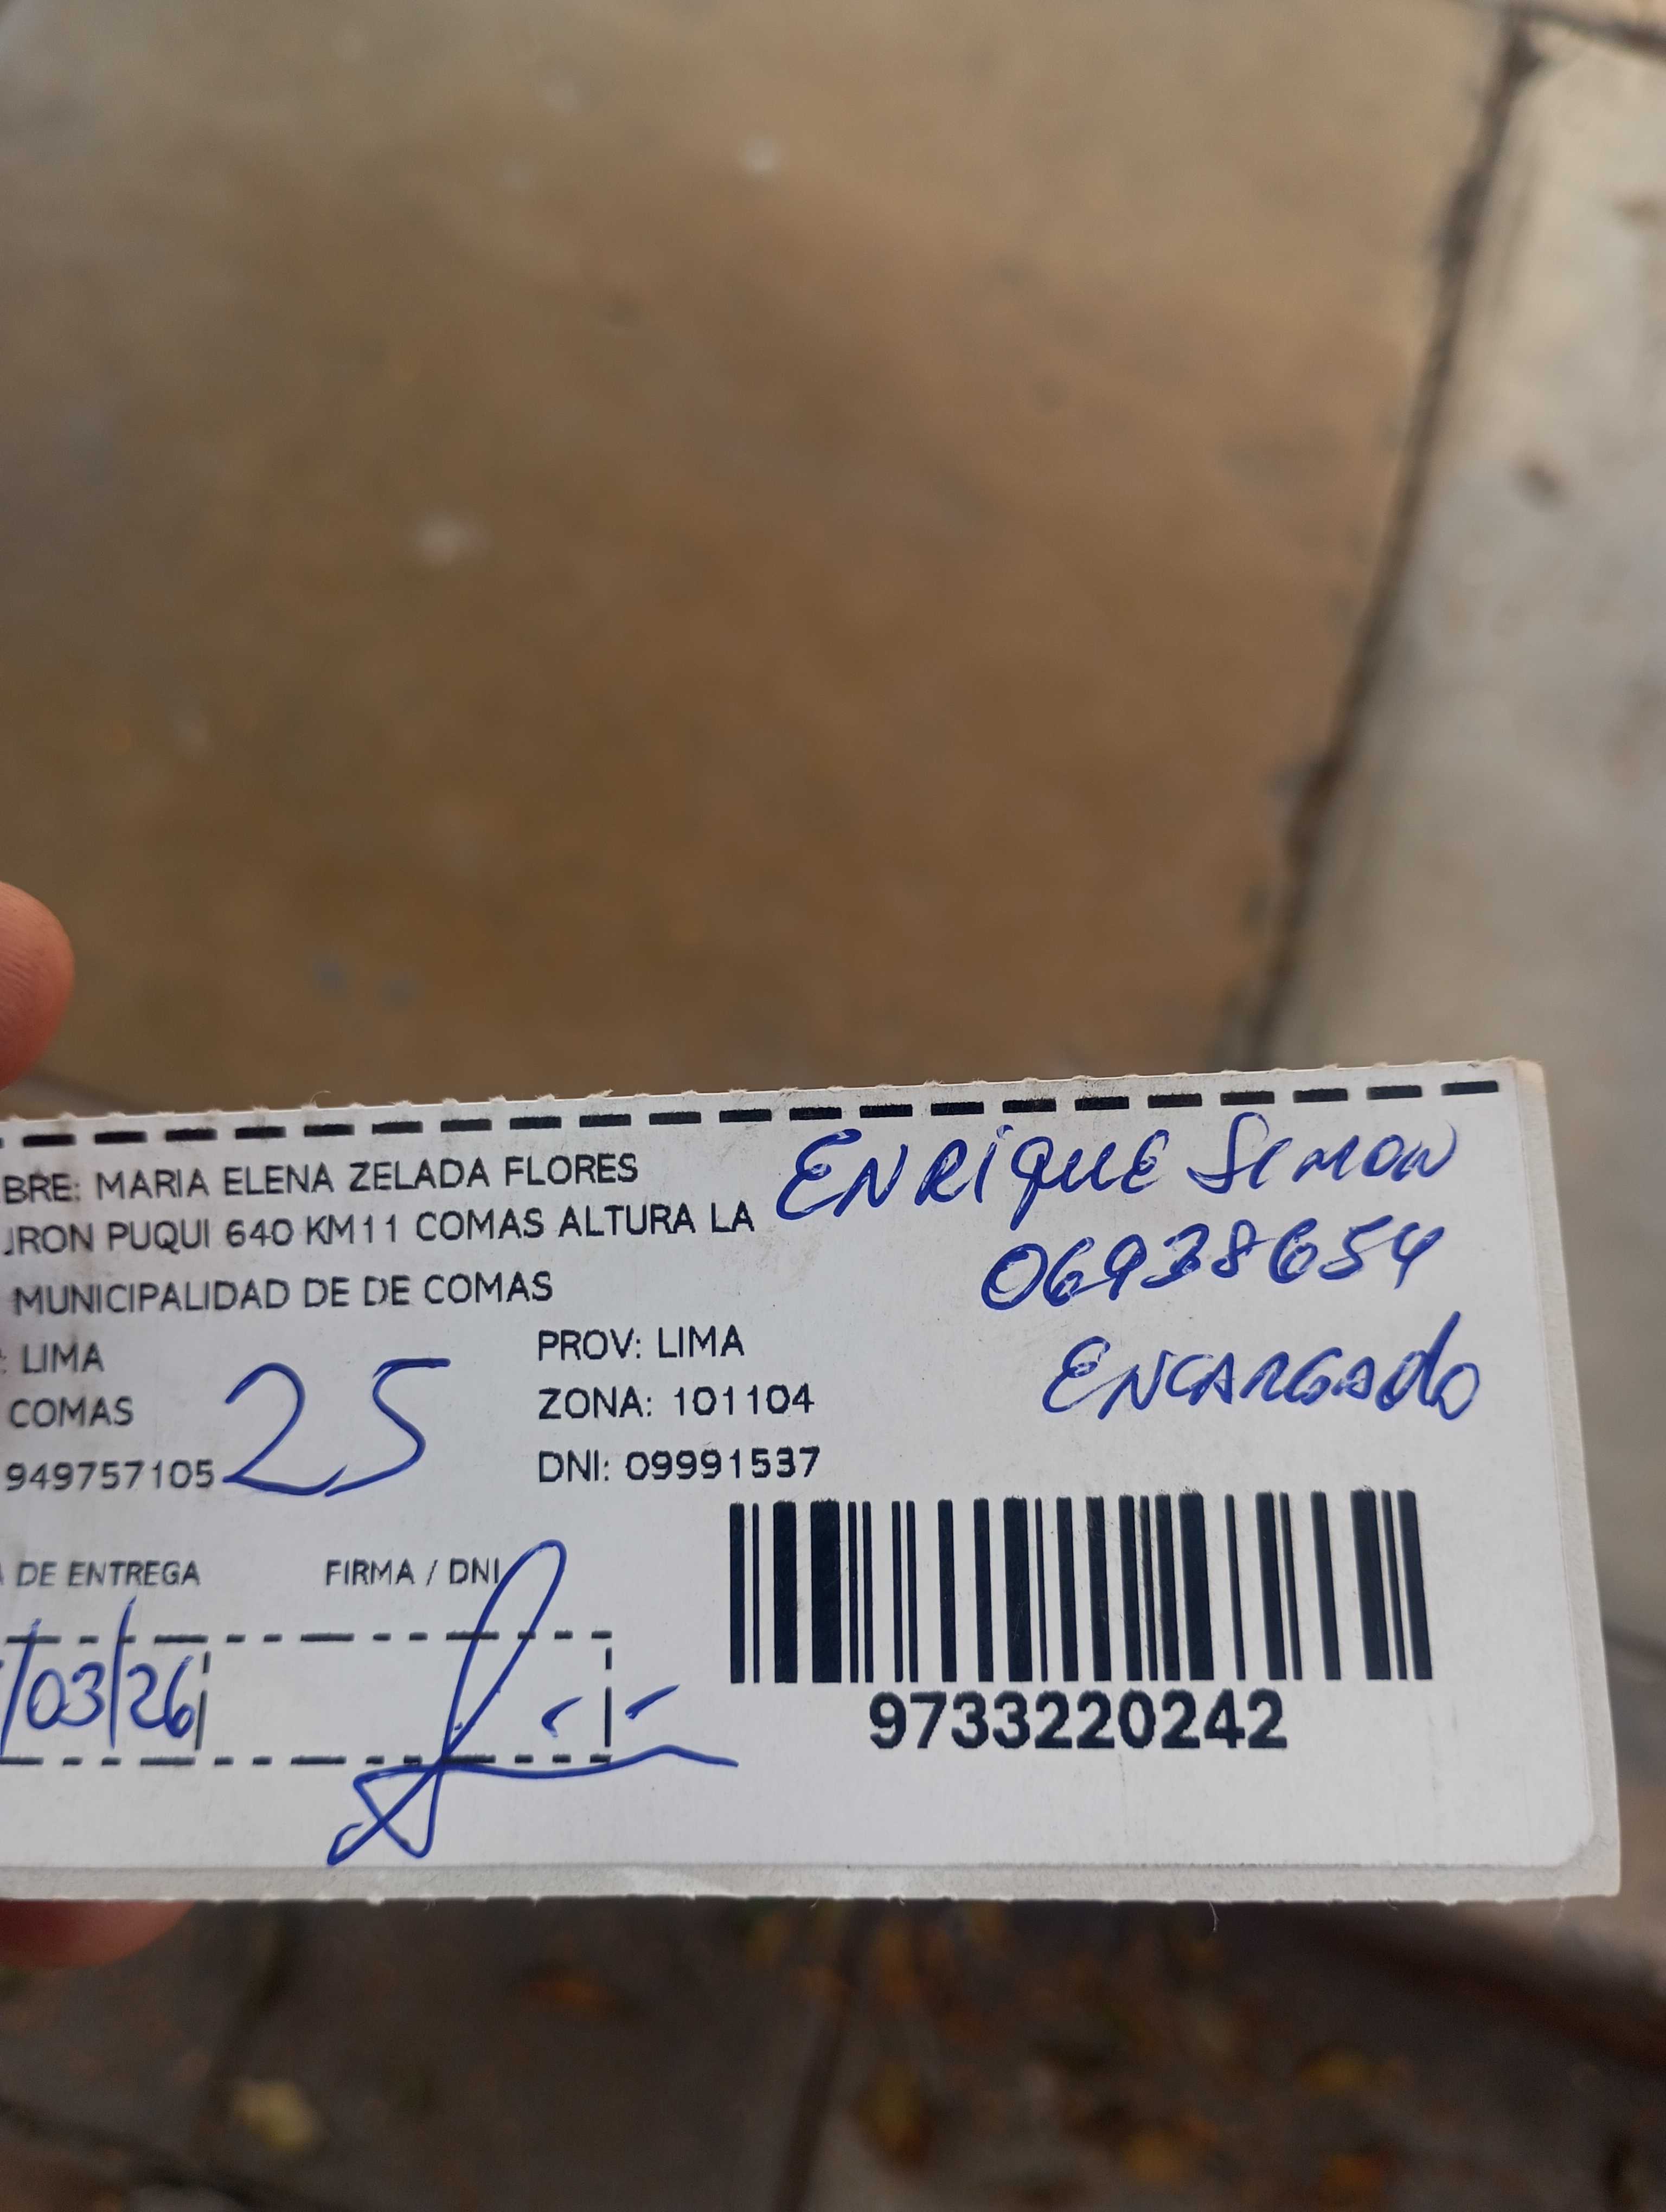 BRE: MARIA ELENA ZELADA FLORES
JRON PUQUI 640 KM11 COMAS ALTURA LA
MUNICIPALIDAD DE DE COMAS
: LIMA
PROV: LIMA
COMAS
ZONA: 101104
949757105
DNI: 09991537
25
ENRIQUE SIMON
06938654
ENCARGADO
DE ENTREGA
FIRMA / DNI
/03/26
9733220242